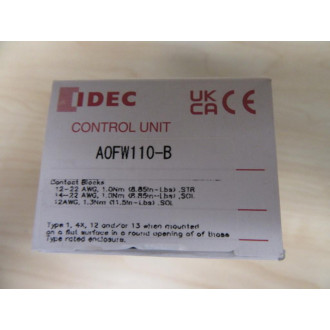 IDEC
UK
CA CE
CONTROL UNIT
AOFW110-B
Contact Blocks
12-22 AWG, 1.0Nm (8.85in-Lbs) ,STR
14-22 AWG, 1.0Nm (8.85in-Lbs) ,SOL
12AWG, 1.3Nm (11.5in-Lbs) ,SOL
Type 1, 4X, 12 and/or 13 when mounted
on a flat surface in a round opening of of those
Type rated enclosure.